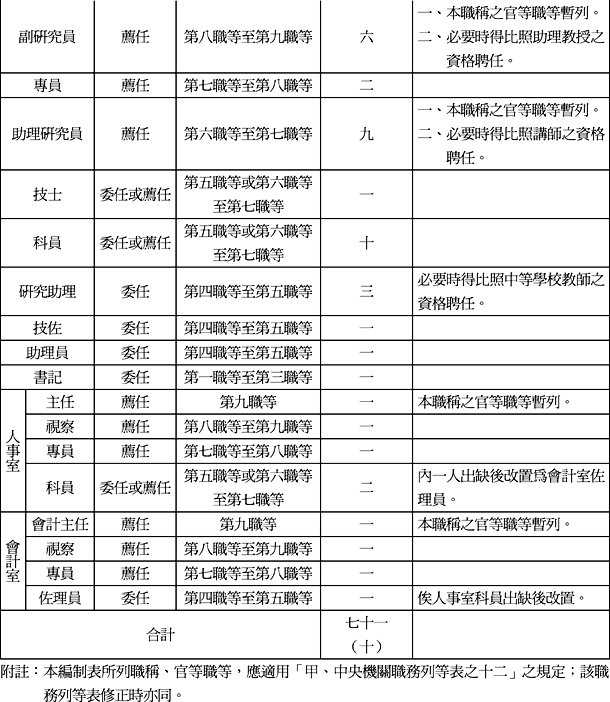 副研究員 薦任 第八職等至第九職等 六 一、本職稱之官等職等暫列。
二、必要時得比照助理教授之
資格聘任。
專員 薦任 第七職等至第八職等 二
助理研究員 薦任 第六職等至第七職等 九 一、本職稱之官等職等暫列。
二、必要時得比照講師之資格
聘任。
技士 委任或薦任 第五職等或第六職等
至第七職等 一
科員 委任或薦任 第五職等或第六職等
至第七職等 十
研究助理 委任 第四職等至第五職等 三 必要時得比照中等學校教師之
資格聘任。
技佐 委任 第四職等至第五職等 一
助理員 委任 第四職等至第五職等 一
書記 委任 第一職等至第三職等 一
人事室
主任 薦任 第九職等 一 本職稱之官等職等暫列。
視察 薦任 第八職等至第九職等 一
專員 薦任 第七職等至第八職等 一
科員 委任或薦任 第五職等或第六職等
至第七職等 二 內一人出缺後改置爲會計室佐
理員。
會計室
會計主任 薦任 第九職等 一 本職稱之官等職等暫列。
視察 薦任 第八職等至第九職等 一
專員 薦任 第七職等至第八職等 一
佐理員 委任 第四職等至第五職等 一 俟人事室科員出缺後改置。
合計 七十一
（十）
附註：本編制表所列職稱、官等職等，應適用「甲、中央機關職務列等表之十二」之規定；該職
務列等表修正時亦同。